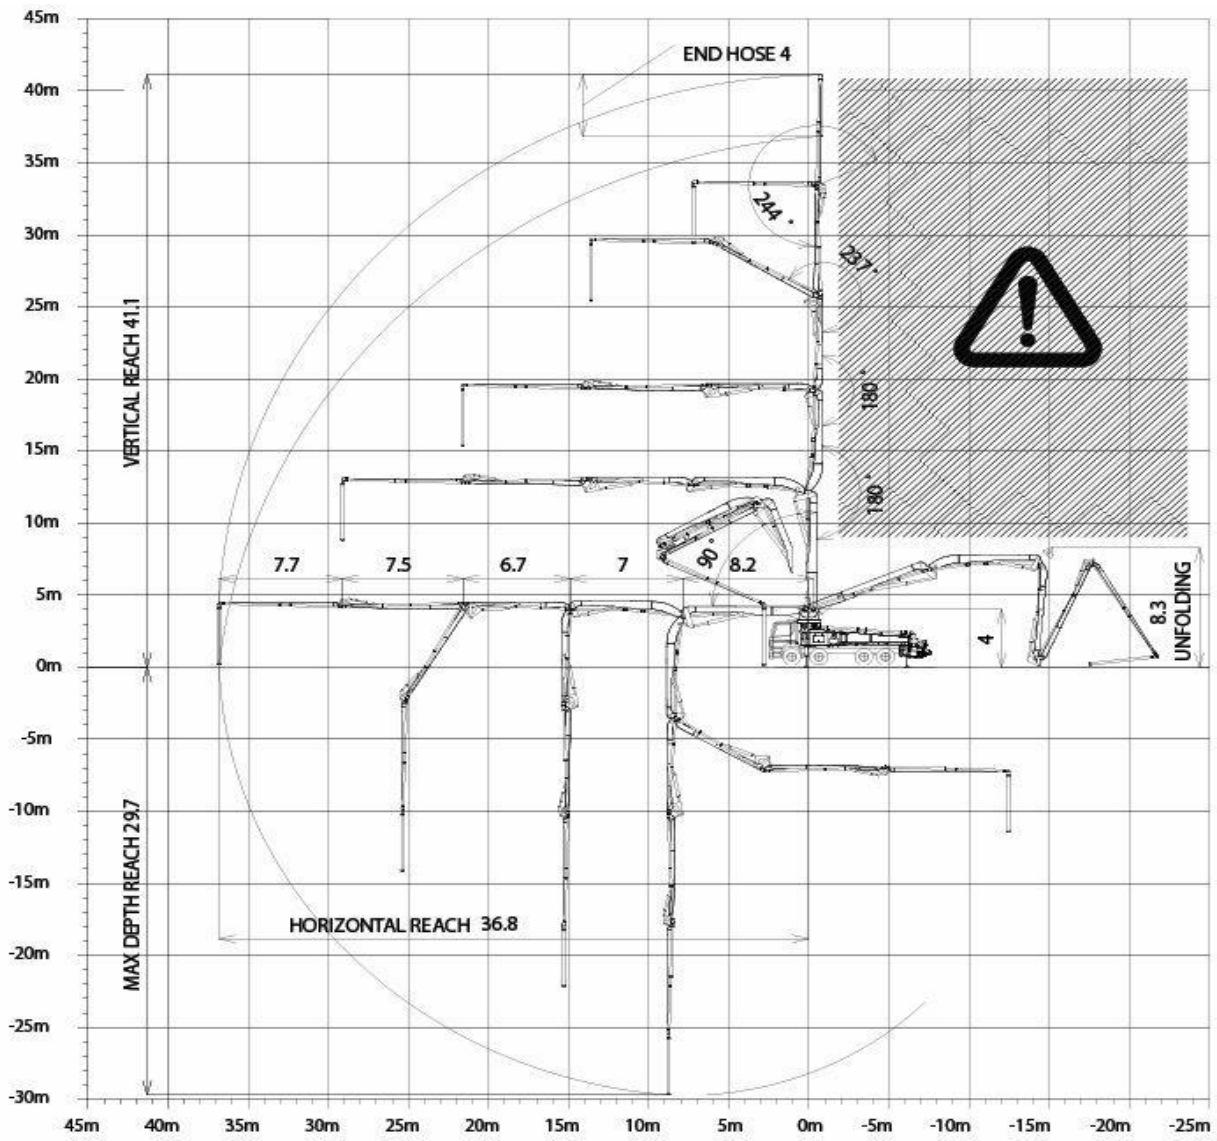 45m
END HOSE 4
40m
35m
244°
30m
237°
25m
VERTICAL REACH 41.1
20m
180°
15m
180°
10m
90°
7.7 7.5 6.7 7 8.2
5m
4
8.3
UNFOLDING
0m
-5m
-10m
MAX DEPTH REACH 29.7
-15m
HORIZONTAL REACH 36.8
-20m
-25m
-30m
45m 40m 35m 30m 25m 20m 15m 10m 5m 0m -5m -10m -15m -20m -25m